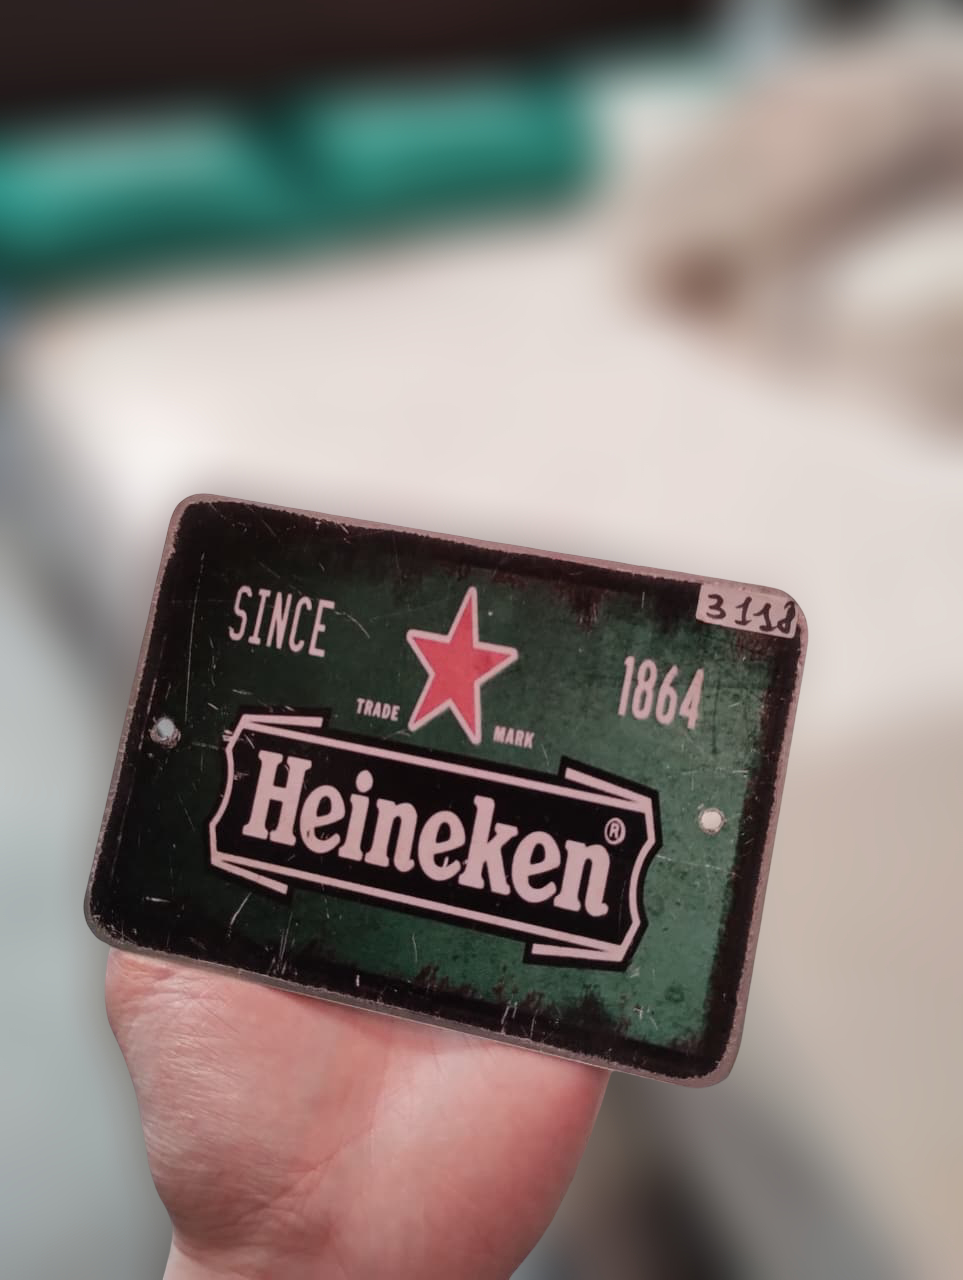 3118
SINCE
1864
TRADE MARK
Heineken®